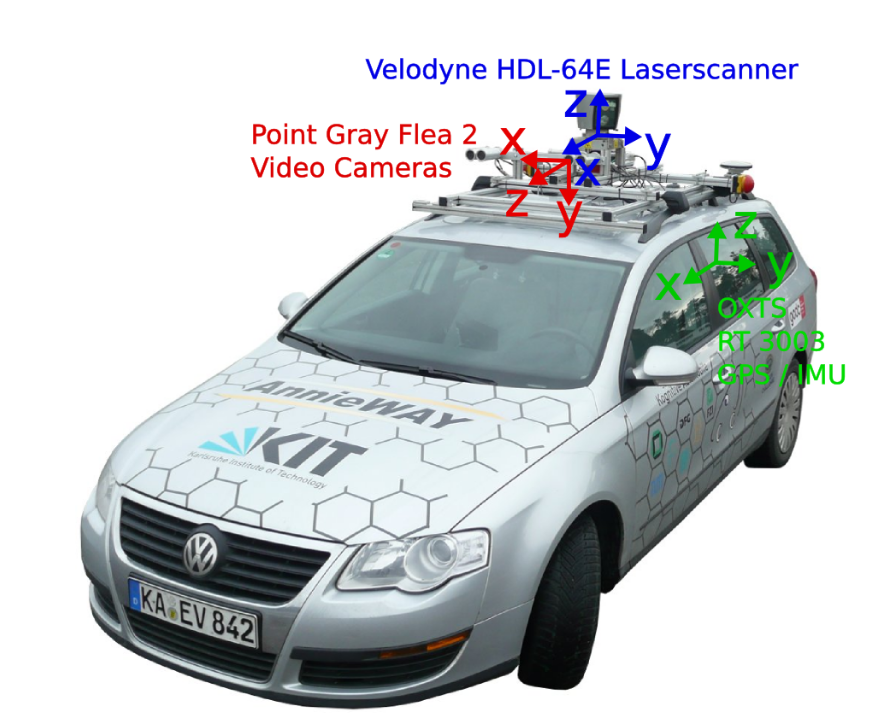 Velodyne HDL-64E Laserscanner
z
Point Gray Flea 2
Video Cameras
x
y
x
z
y
z
y
x
OXTS
RT 3003
GPS / IMU
AnnieWAY
KIT
Karlsruhe Institute of Technology
DFG
D
KA EV 842